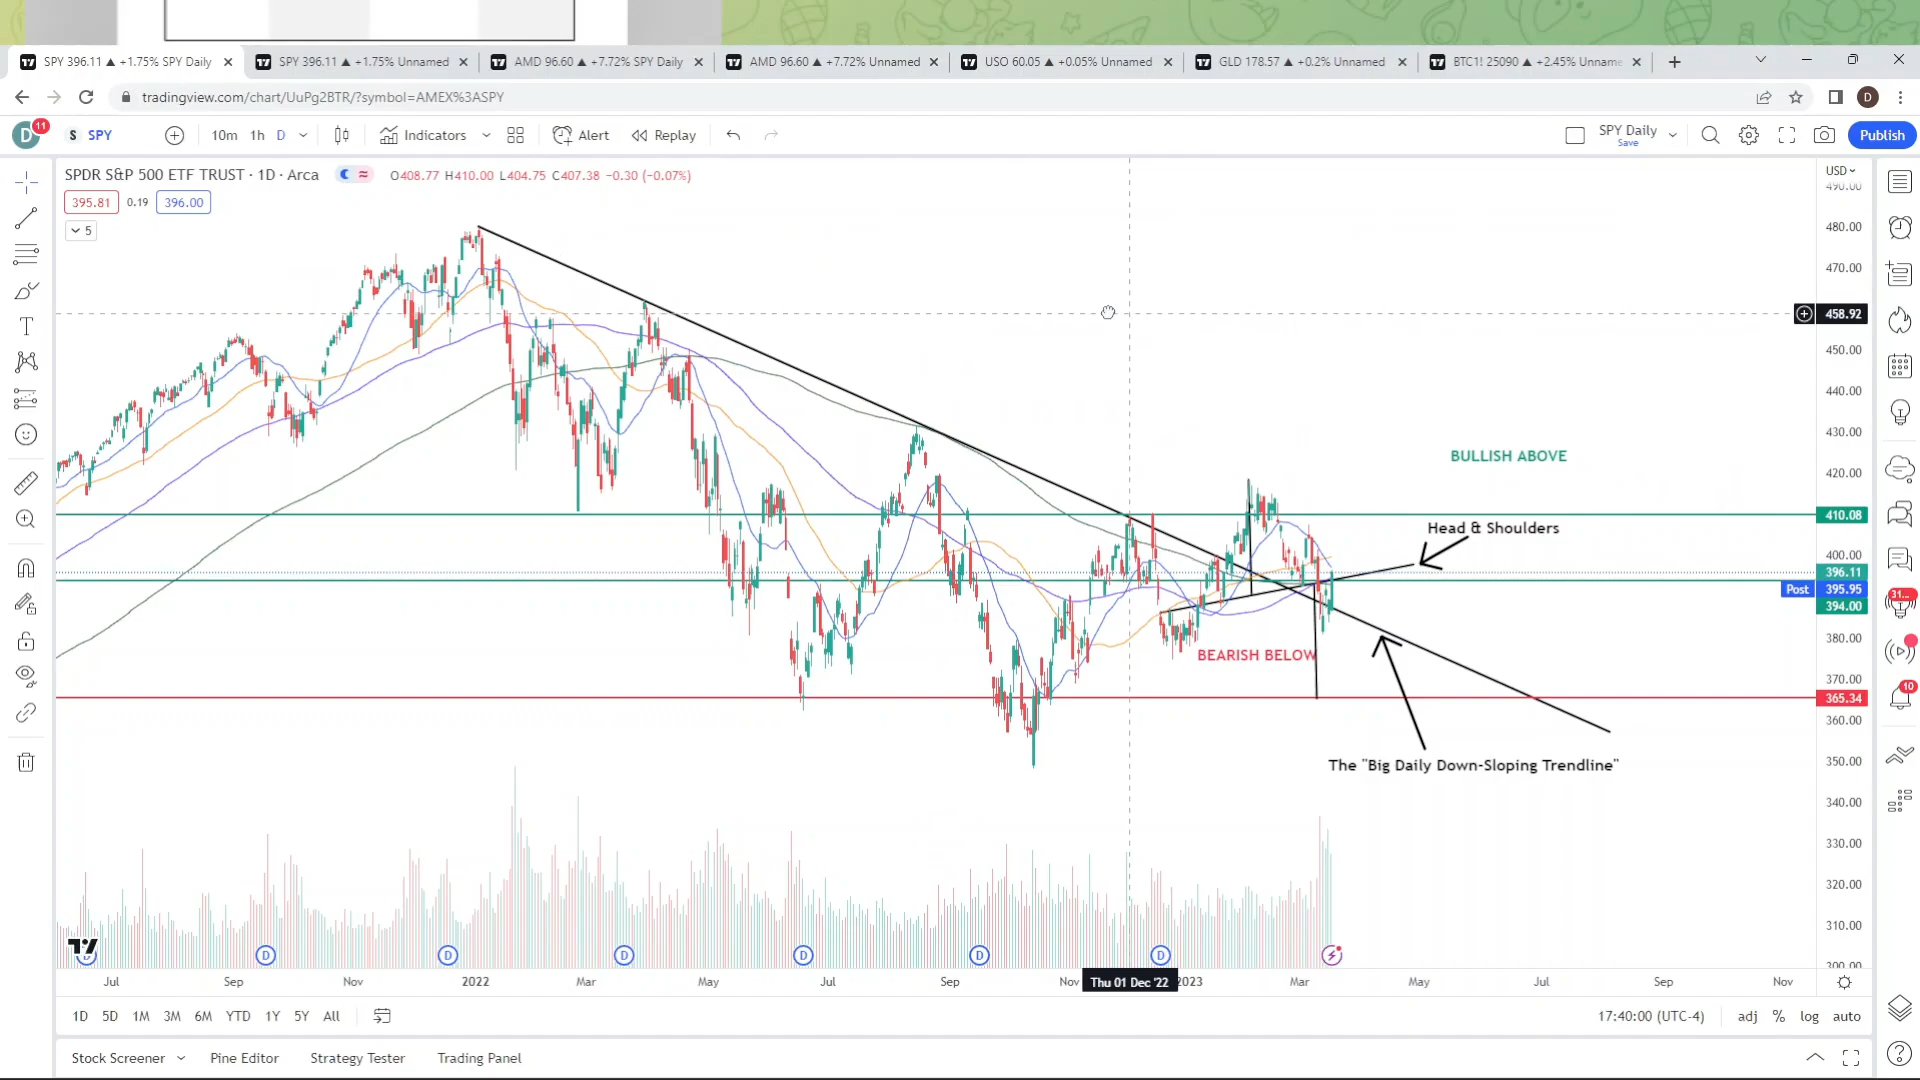 SPY 396.11 ▲ +1.75% SPY Daily
SPY 396.11 ▲ +1.75% Unnamed
AMD 96.60 ▲ +7.72% SPY Daily
AMD 96.60 ▲ +7.72% Unnamed
USO 60.05 ▲ +0.05% Unnamed
GLD 178.57 ▲ +0.2% Unnamed
BTC1! 25090 ▲ +2.45% Unname
tradingview.com/chart/UuPg2BTR/?symbol=AMEX%3ASPY
D
D 11
S SPY
10m 1h D
Indicators
Alert
Replay
SPY Daily
Save
Publish
SPDR S&P 500 ETF TRUST · 1D · Arca
O408.77 H410.00 L404.75 C407.38 −0.30 (−0.07%)
USD
490.00
395.81 0.19 396.00
5
480.00
470.00
458.92
450.00
440.00
430.00
BULLISH ABOVE
420.00
410.08
Head & Shoulders
400.00
396.11
Post 395.95
394.00
31...
380.00
BEARISH BELOW
370.00
10
365.34
360.00
350.00
The "Big Daily Down-Sloping Trendline"
340.00
330.00
320.00
310.00
D D D D D D D
300.00
Jul Sep Nov 2022 Mar May Jul Sep Nov Thu 01 Dec '22 2023 Mar May Jul Sep Nov
1D 5D 1M 3M 6M YTD 1Y 5Y All
17:40:00 (UTC-4) adj % log auto
Stock Screener Pine Editor Strategy Tester Trading Panel